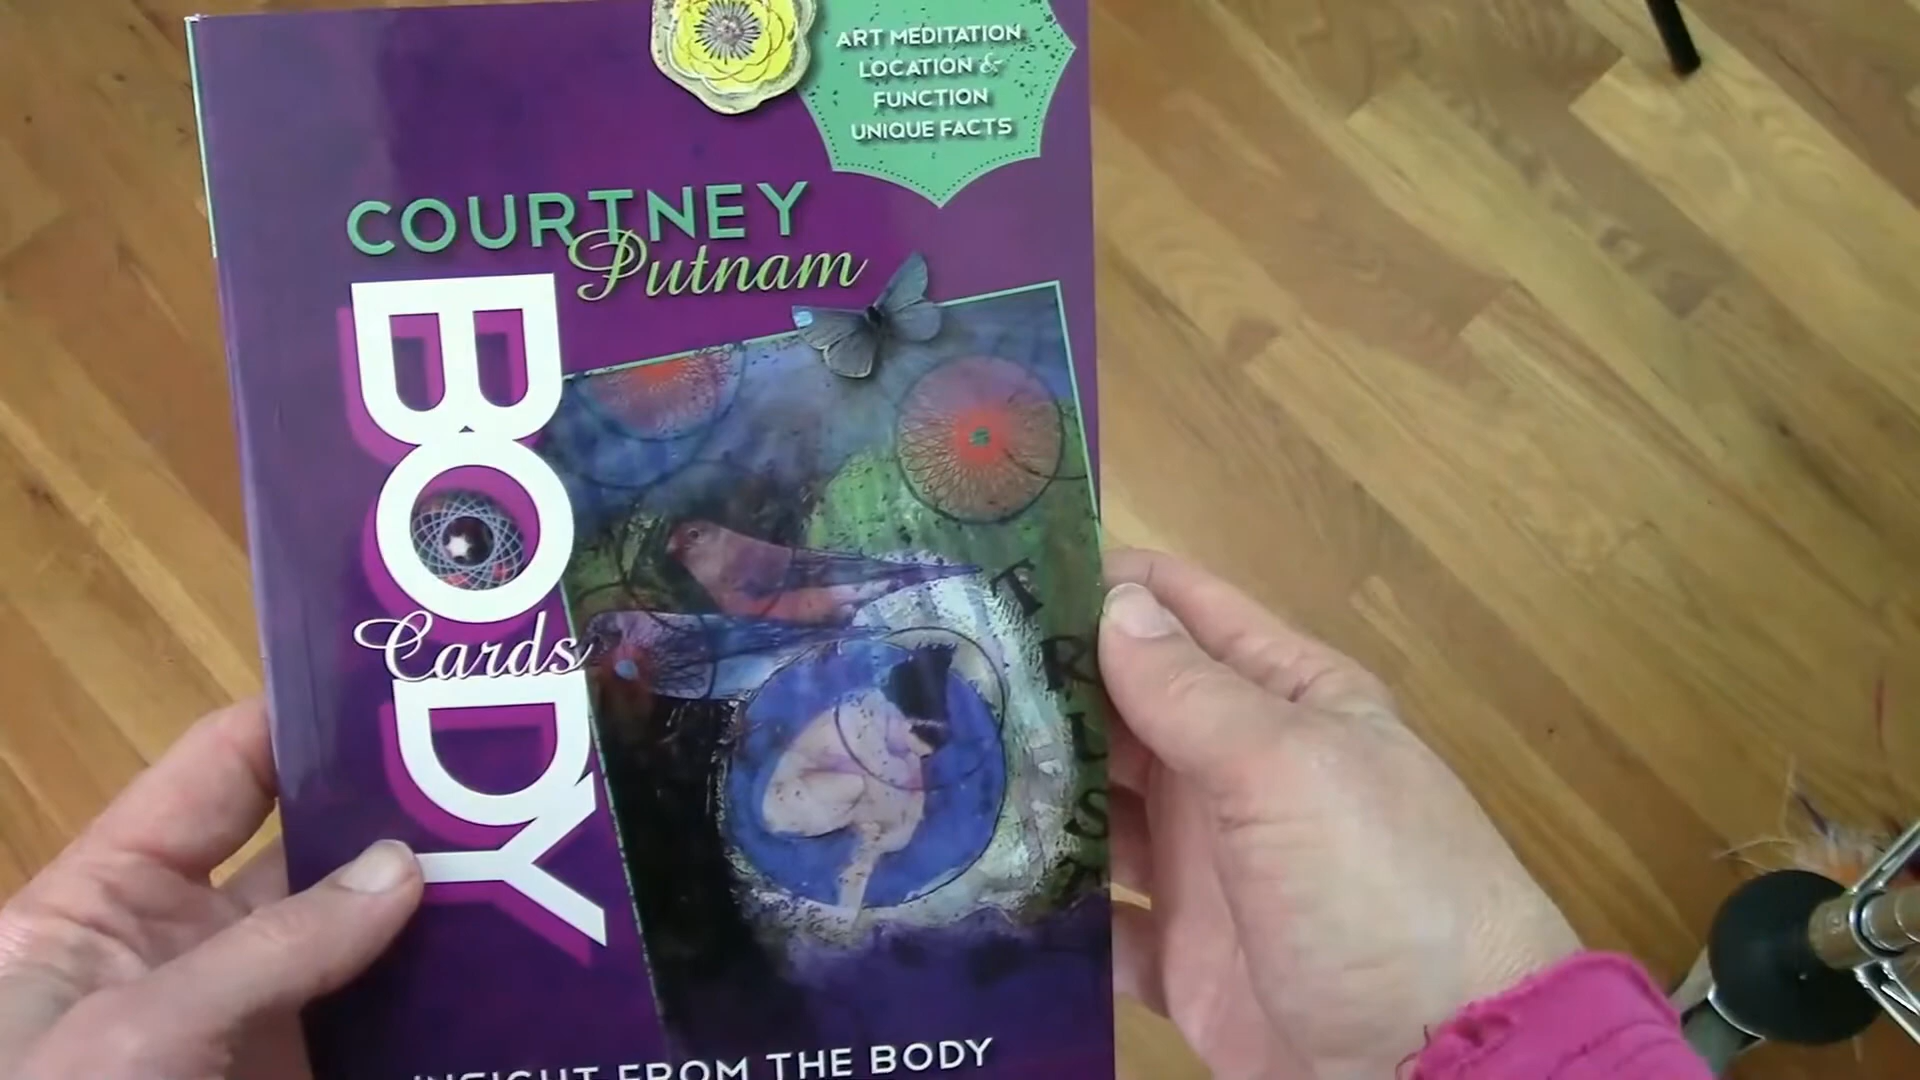 ART MEDITATION
LOCATION &
FUNCTION
UNIQUE FACTS
COURTNEY
Putnam
BODY
Cards
TRUST
INSIGHT FROM THE BODY